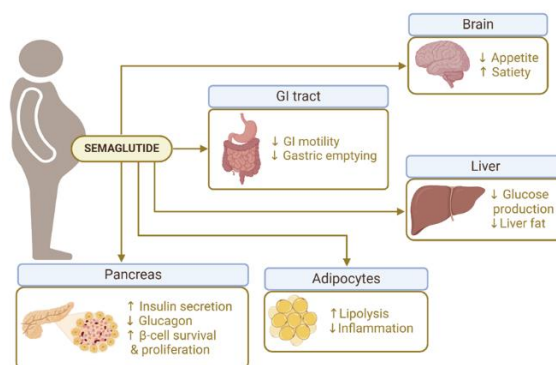 Brain
↓ Appetite
↑ Satiety
GI tract
↓ GI motility
↓ Gastric emptying
SEMAGLUTIDE
Liver
↓ Glucose
production
↓Liver fat
Pancreas
↑ Insulin secretion
↓ Glucagon
↑ β-cell survival
& proliferation
Adipocytes
↑Lipolysis
↓Inflammation